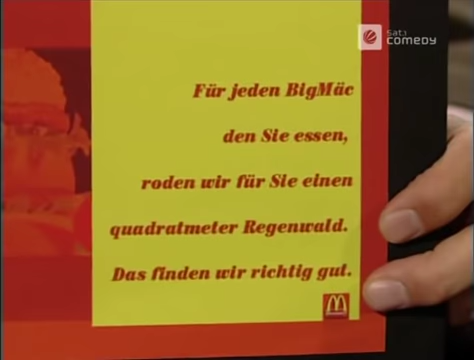 Sat.1
comedy
Für jeden BigMäc
den Sie essen,
roden wir für Sie einen
quadratmeter Regenwald.
Das finden wir richtig gut.